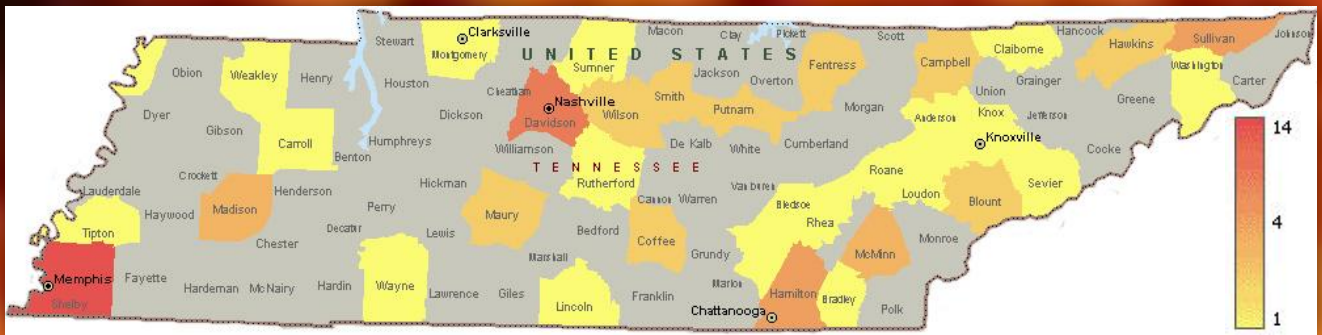 Macon Clay Pickett Scott Hancock Johnson
Stewart Clarksville Claiborne Hawkins Sullivan
Montgomery UNITED STATES
Obion Weakley Henry Sumner Jackson Overton Fentress Campbell Union Grainger Washington Carter
Houston Cheatham Nashville Smith Putnam Morgan Greene
Dyer Dickson Davidson Wilson Anderson Knox Jefferson
Gibson Carroll Humphreys Williamson De Kalb White Cumberland Knoxville Cocke
Benton TENNESSEE
Crockett Roane
Lauderdale Henderson Hickman Rutherford Van Buren Loudon Sevier
Haywood Madison Perry Maury Cannon Warren Bledsoe Rhea Blount
Tipton Chester Decatur Lewis Bedford Coffee Grundy McMinn Monroe
Marshall
Memphis Fayette Hardeman McNairy Hardin Wayne Lawrence Giles Lincoln Franklin Marion Hamilton Bradley Polk
Shelby Chattanooga
14
4
1